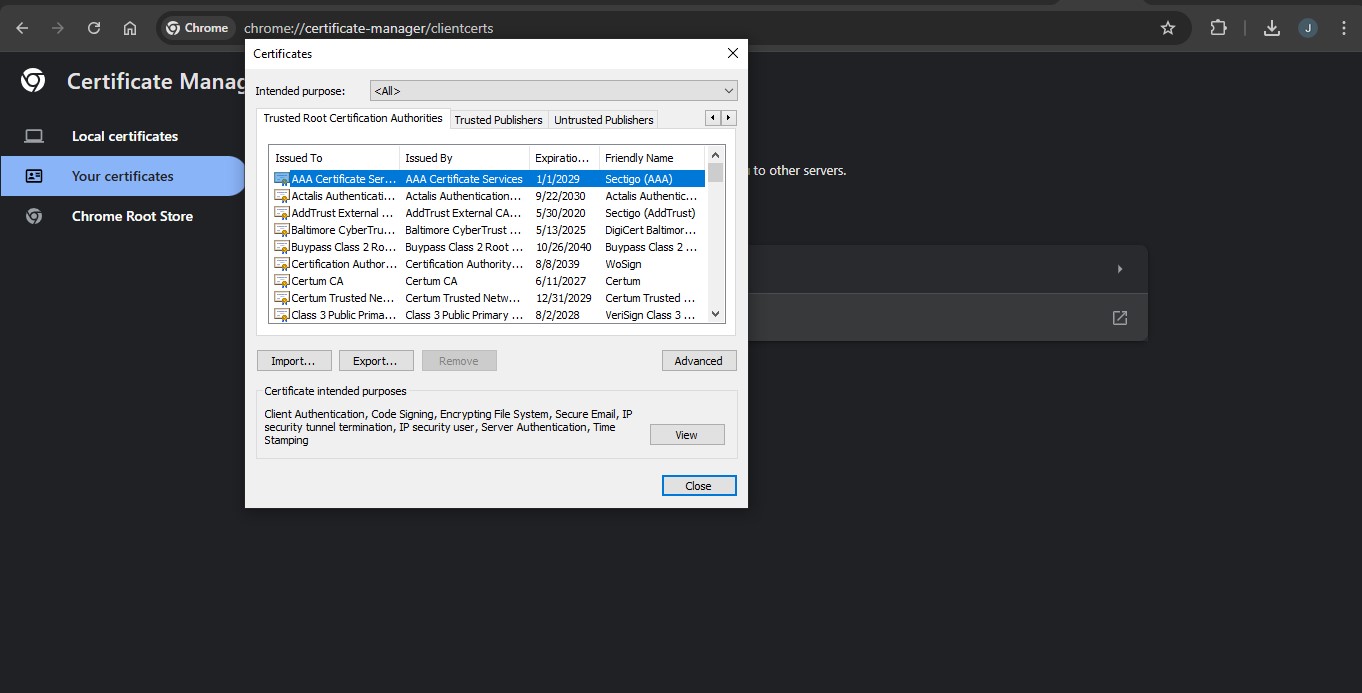 Chrome chrome://certificate-manager/clientcerts J
Certificates
Certificate Manag
Intended purpose: <All>
Trusted Root Certification Authorities Trusted Publishers Untrusted Publishers
Local certificates
Your certificates
Chrome Root Store
Issued To Issued By Expiratio... Friendly Name
AAA Certificate Ser... AAA Certificate Services 1/1/2029 Sectigo (AAA)
Actalis Authenticati... Actalis Authentication... 9/22/2030 Actalis Authentic...
AddTrust External ... AddTrust External CA... 5/30/2020 Sectigo (AddTrust)
Baltimore CyberTru... Baltimore CyberTrust ... 5/13/2025 DigiCert Baltimor...
Buypass Class 2 Ro... Buypass Class 2 Root ... 10/26/2040 Buypass Class 2 ...
Certification Author... Certification Authority... 8/8/2039 WoSign
Certum CA Certum CA 6/11/2027 Certum
Certum Trusted Ne... Certum Trusted Netw... 12/31/2029 Certum Trusted ...
Class 3 Public Prima... Class 3 Public Primary ... 8/2/2028 VeriSign Class 3 ...
to other servers.
Import... Export... Remove Advanced
Certificate intended purposes
Client Authentication, Code Signing, Encrypting File System, Secure Email, IP
security tunnel termination, IP security user, Server Authentication, Time
Stamping
View
Close